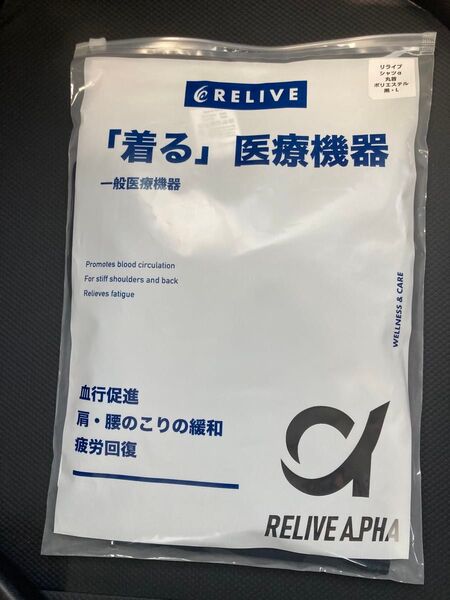 RELIVE
リライブ
シャツα
丸首
ポリエステル
黒・L
「着る」医療機器
一般医療機器
Promotes blood circulation
For stiff shoulders and back
Relieves fatigue
WELLNESS & CARE
血行促進
肩・腰のこりの緩和
疲労回復
α
RELIVE ALPHA